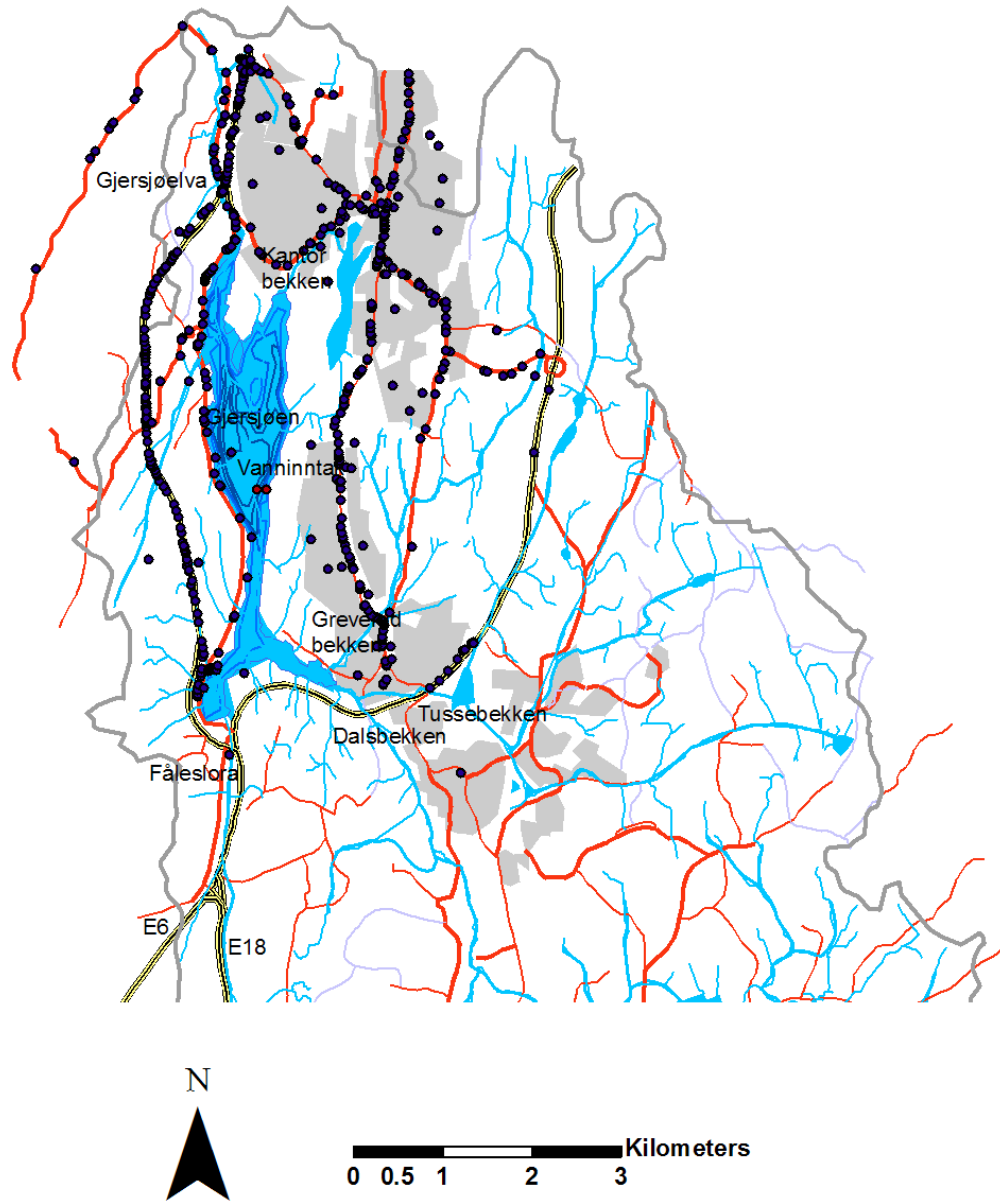 Gjersjøelva
Kantor
bekken
Gjersjøen
Vanninntak
Greverud
bekken
Tussebekken
Dalsbekken
Fåleslora
E6
E18
N
Kilometers
0 0.5 1 2 3